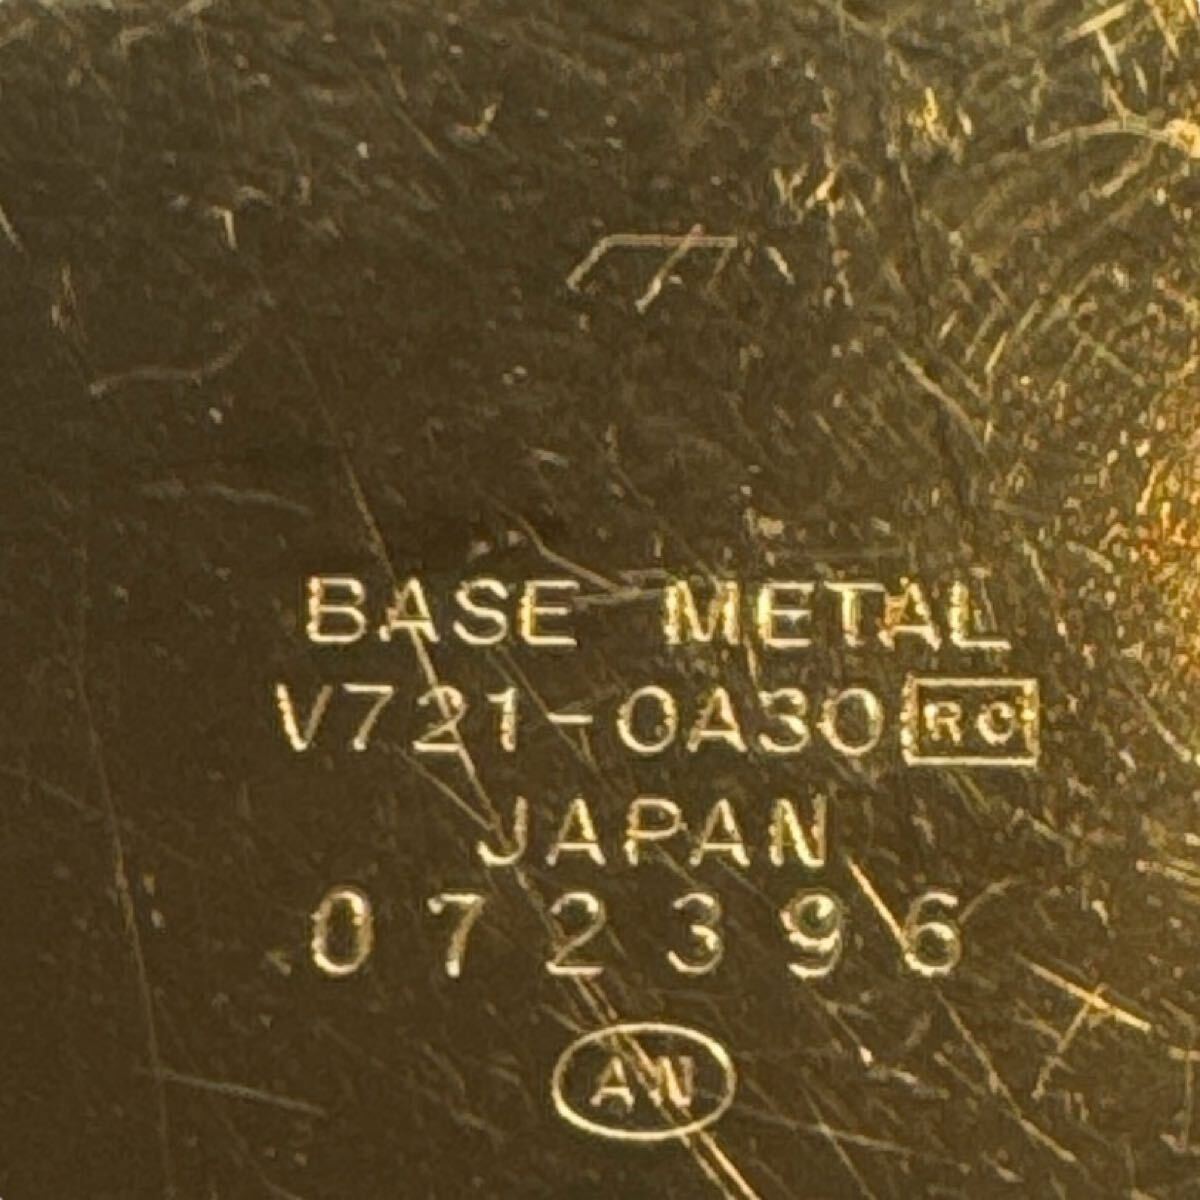 BASE METAL
V721-0A30 RC
JAPAN
072396
AN